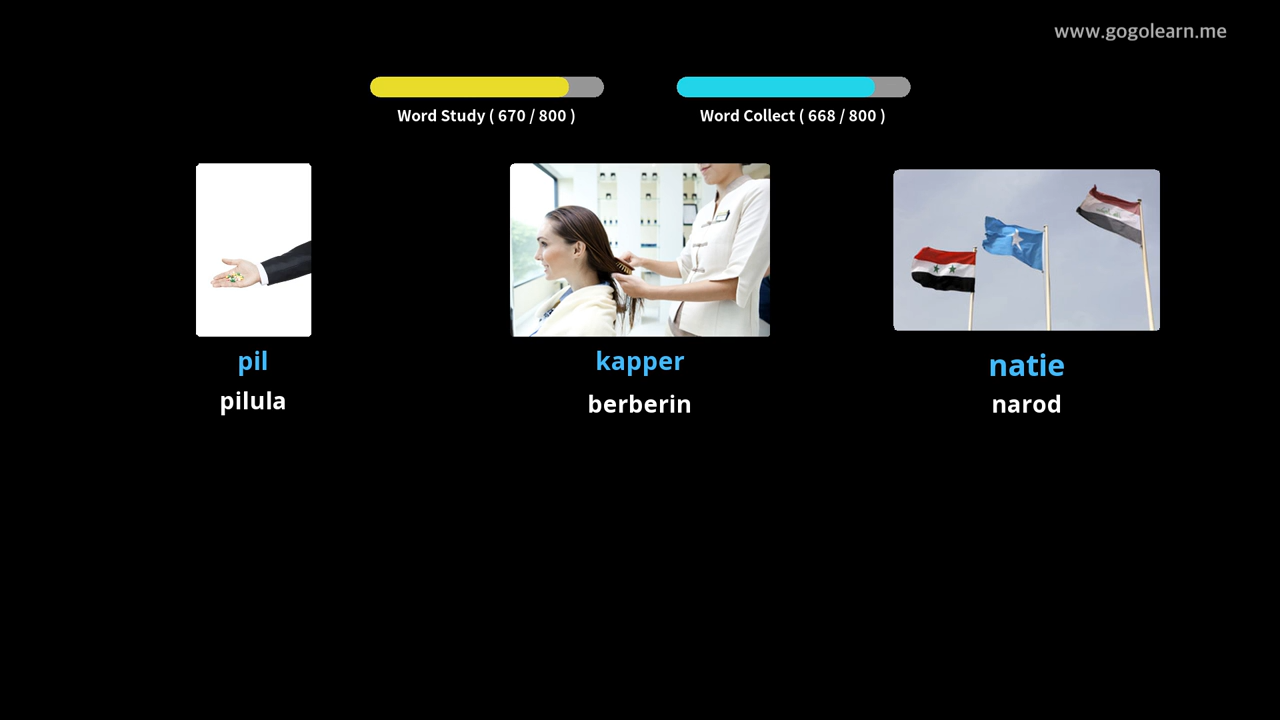 www.gogolearn.me
Word Study ( 670 / 800 )
Word Collect ( 668 / 800 )
pil
kapper
natie
pilula
berberin
narod